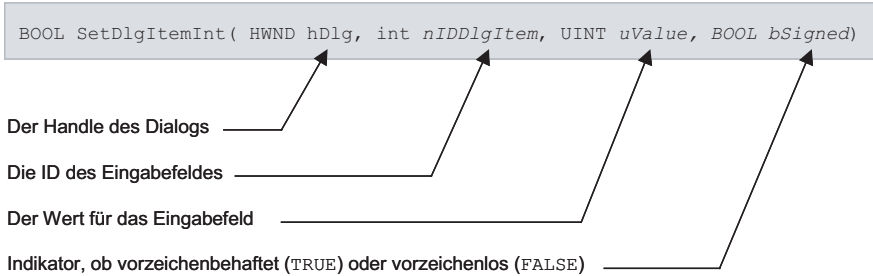 BOOL SetDlgItemInt( HWND hDlg, int nIDDlgItem, UINT uValue, BOOL bSigned)
Der Handle des Dialogs
Die ID des Eingabefeldes
Der Wert für das Eingabefeld
Indikator, ob vorzeichenbehaftet (TRUE) oder vorzeichenlos (FALSE)